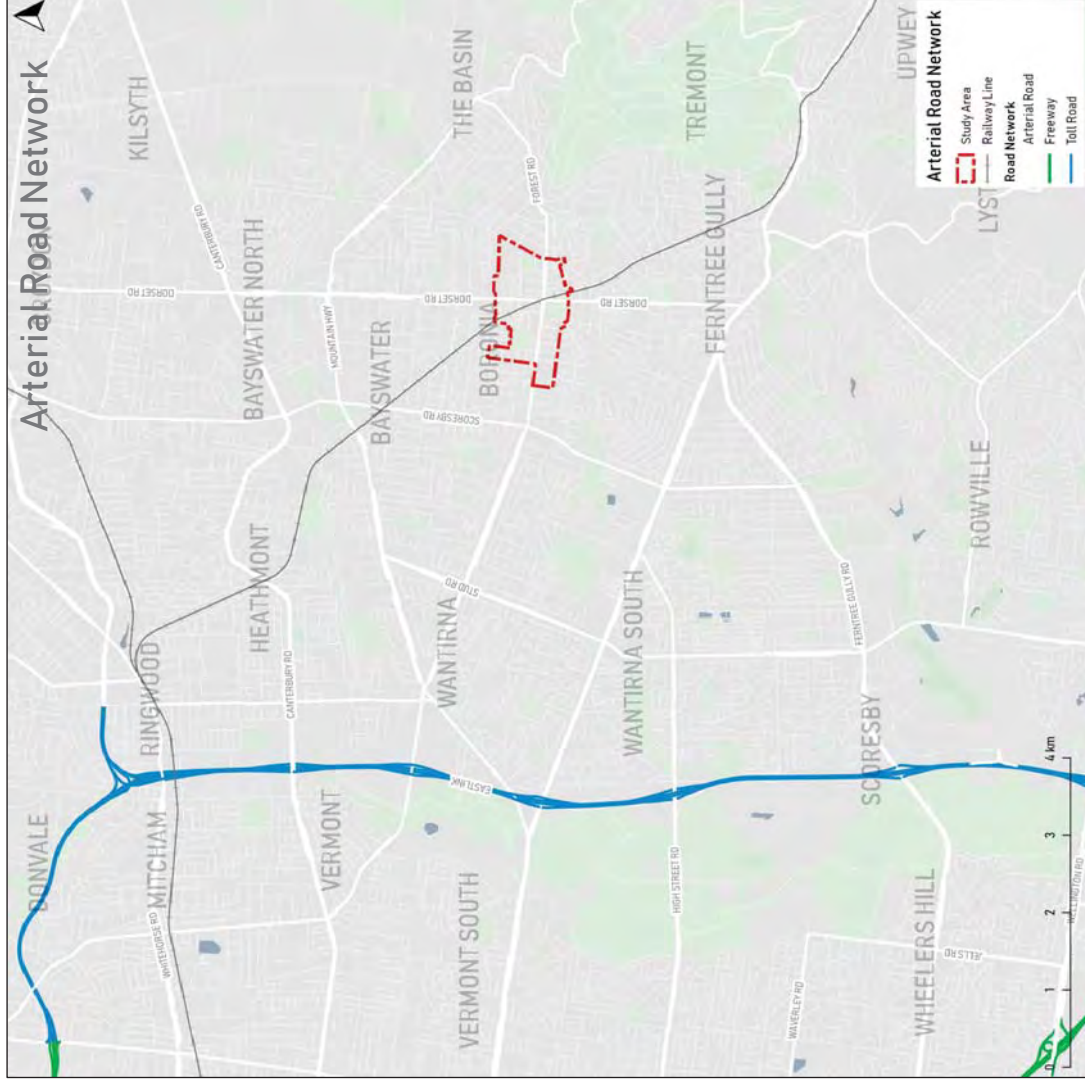 Arterial Road Network
KILSYTH
CANTERBURY RD
DORSET RD
BAYSWATER NORTH
THE BASIN
MOUNTAIN HWY
FOREST RD
DORSET RD
BORONIA
BAYSWATER
SCORESBY RD
DORSET RD
TREMONT
UPWEY
FERNTREE GULLY
LYST
RINGWOOD
HEATHMONT
CANTERBURY RD
WANTIRNA
STUD RD
WANTIRNA SOUTH
ROWVILLE
FERNTREE GULLY RD
SCORESBY
DONVALE
MITCHAM
WHITEHORSE RD
VERMONT
EASTLINK
VERMONT SOUTH
HIGH STREET RD
WAVERLEY RD
WHEELERS HILL
JELLS RD
WELLINGTON RD
0 1 2 3 4 km
Arterial Road Network
Study Area
Railway Line
Road Network
Arterial Road
Freeway
Toll Road